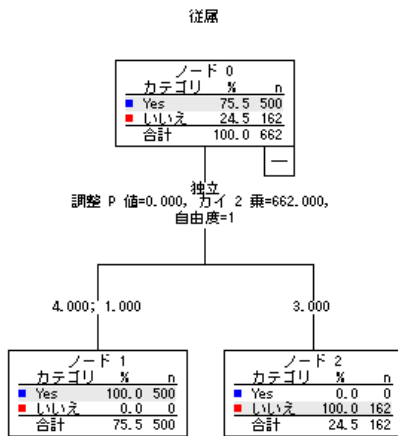 従属
ノード 0
カテゴリ % n
Yes 75.5 500
いいえ 24.5 162
合計 100.0 662
独立
調整 P 値=0.000, カイ 2 乗=662.000,
自由度=1
4.000; 1.000
3.000
ノード 1
カテゴリ % n
Yes 100.0 500
いいえ 0.0 0
合計 75.5 500
ノード 2
カテゴリ % n
Yes 0.0 0
いいえ 100.0 162
合計 24.5 162